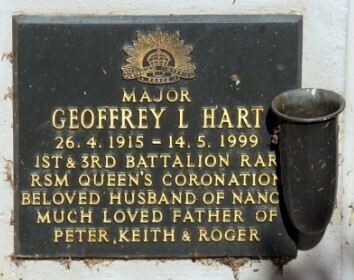 MAJOR
GEOFFREY L HART
26. 4. 1915 – 14. 5. 1999
1ST & 3RD BATTALION RAR
RSM QUEEN'S CORONATION
BELOVED HUSBAND OF
MUCH LOVED FATHER OF
PETER, KEITH & ROGER